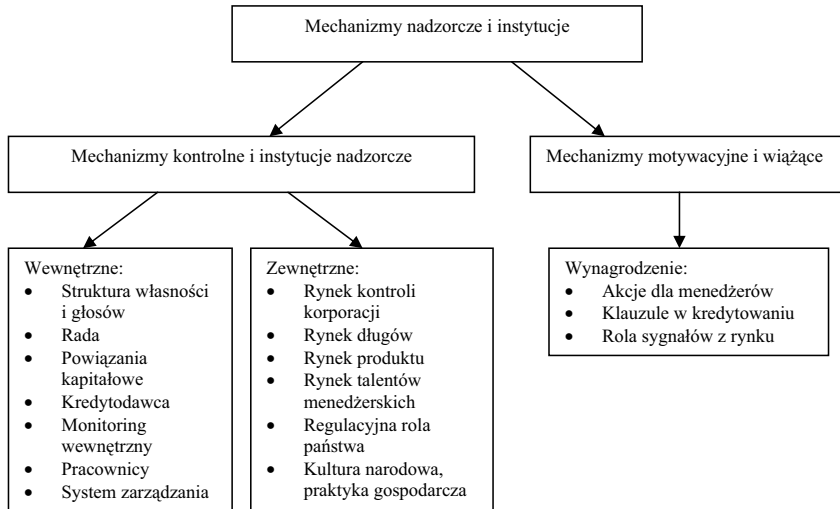 Mechanizmy nadzorcze i instytucje
Mechanizmy kontrolne i instytucje nadzorcze
Mechanizmy motywacyjne i wiążące
Wewnętrzne:
• Struktura własności
i głosów
• Rada
• Powiązania
kapitałowe
• Kredytodawca
• Monitoring
wewnętrzny
• Pracownicy
• System zarządzania
Zewnętrzne:
• Rynek kontroli
korporacji
• Rynek długów
• Rynek produktu
• Rynek talentów
menedżerskich
• Regulacyjna rola
państwa
• Kultura narodowa,
praktyka gospodarcza
Wynagrodzenie:
• Akcje dla menedżerów
• Klauzule w kredytowaniu
• Rola sygnałów z rynku